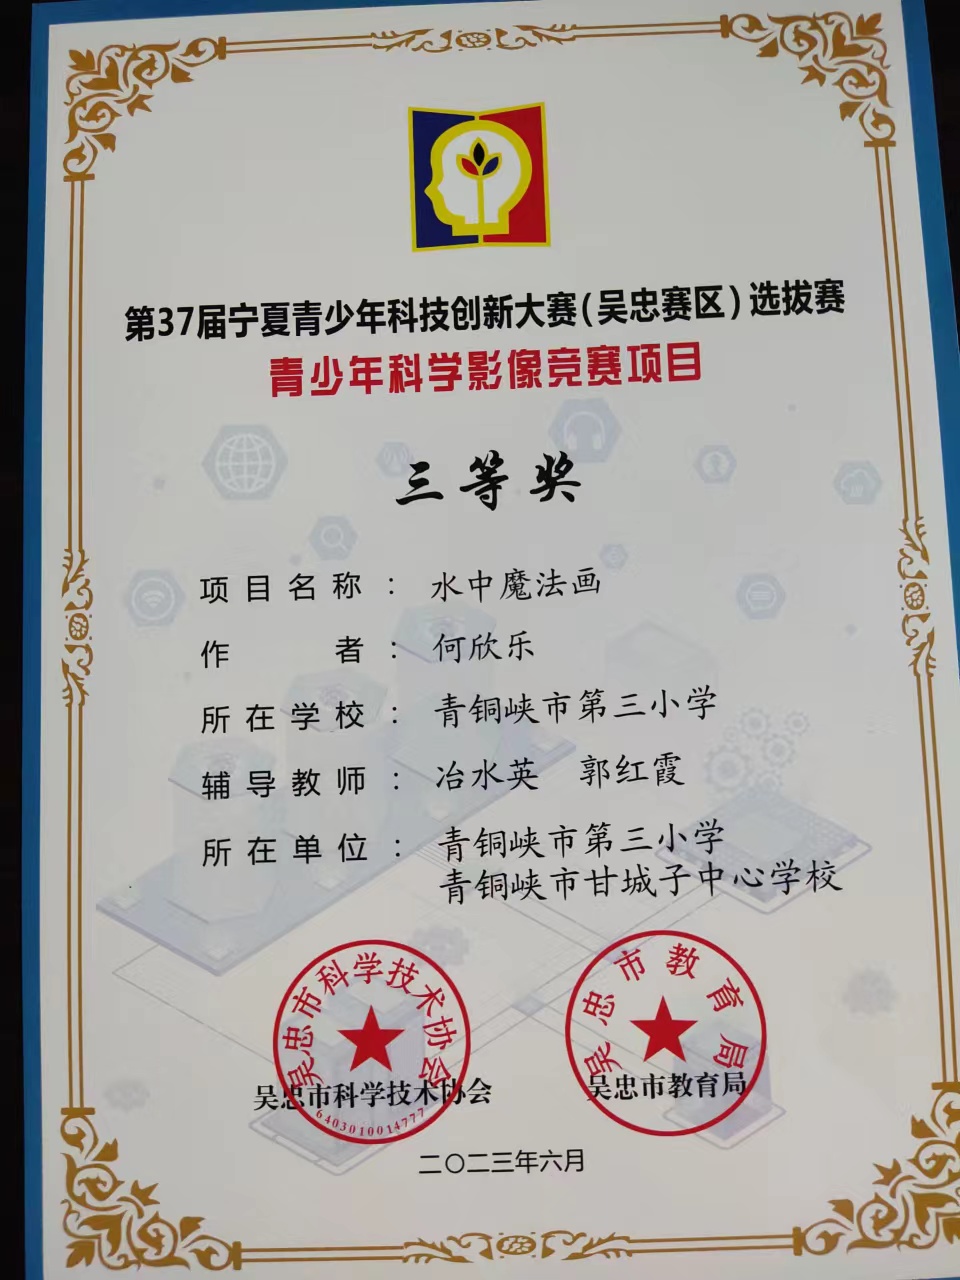 第37届宁夏青少年科技创新大赛(吴忠赛区)选拔赛
青少年科学影像竞赛项目
三等奖
项目名称：水中魔法画
作者：何欣乐
所在学校：青铜峡市第三小学
辅导教师：冶水英 郭红霞
所在单位：青铜峡市第三小学
青铜峡市甘城子中心学校
吴忠市科学技术协会
吴忠市教育局
吴忠市科学技术协会
吴忠市教育局
6403010014777
二〇二三年六月